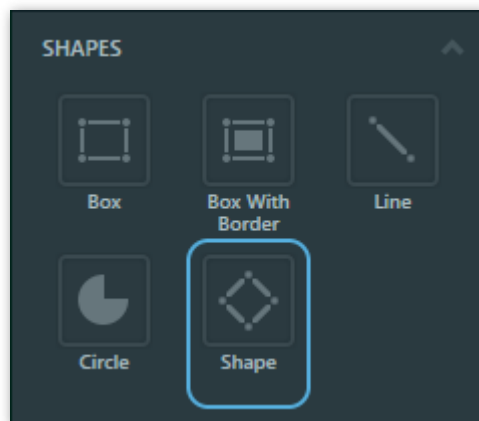 SHAPES
Box
Box With
Border
Line
Circle
Shape